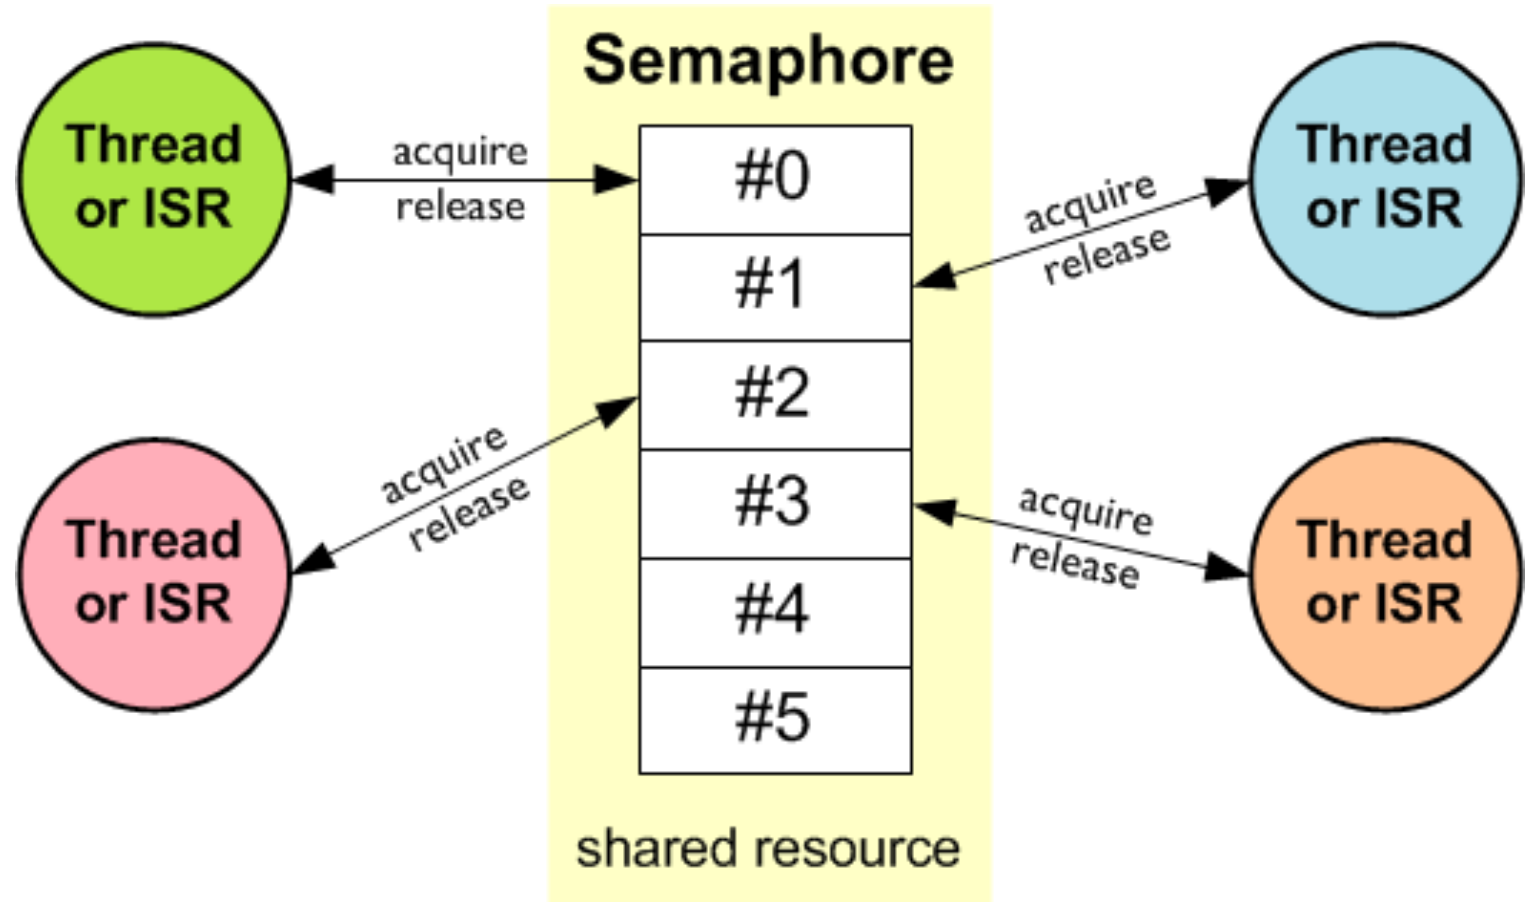 Semaphore
Thread
or ISR
acquire
release
#0
#1
#2
#3
#4
#5
acquire
release
Thread
or ISR
Thread
or ISR
acquire
release
acquire
release
Thread
or ISR
shared resource